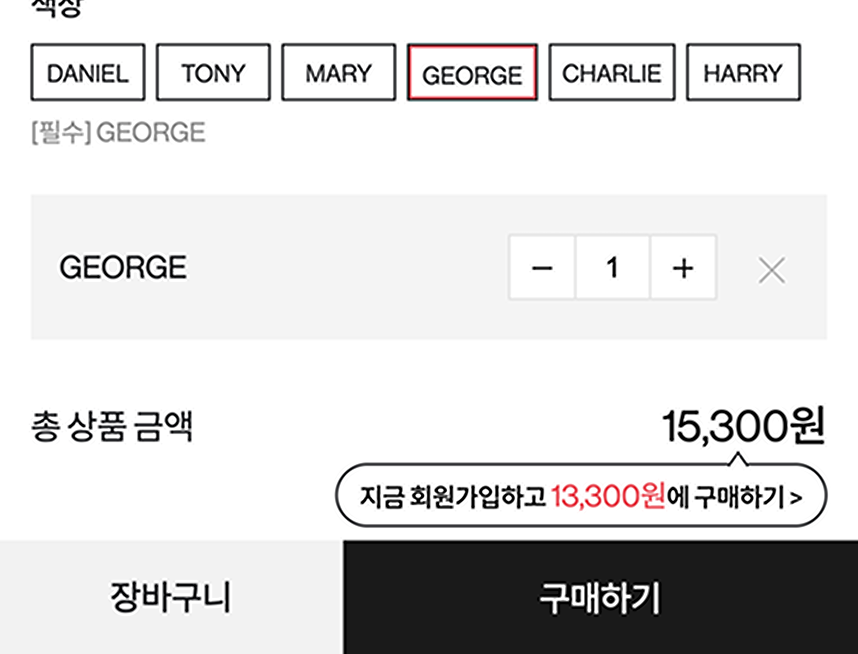 색상
DANIEL TONY MARY GEORGE CHARLIE HARRY
[필수] GEORGE
GEORGE − 1 + ×
총 상품 금액 15,300원
지금 회원가입하고 13,300원에 구매하기 >
장바구니 구매하기